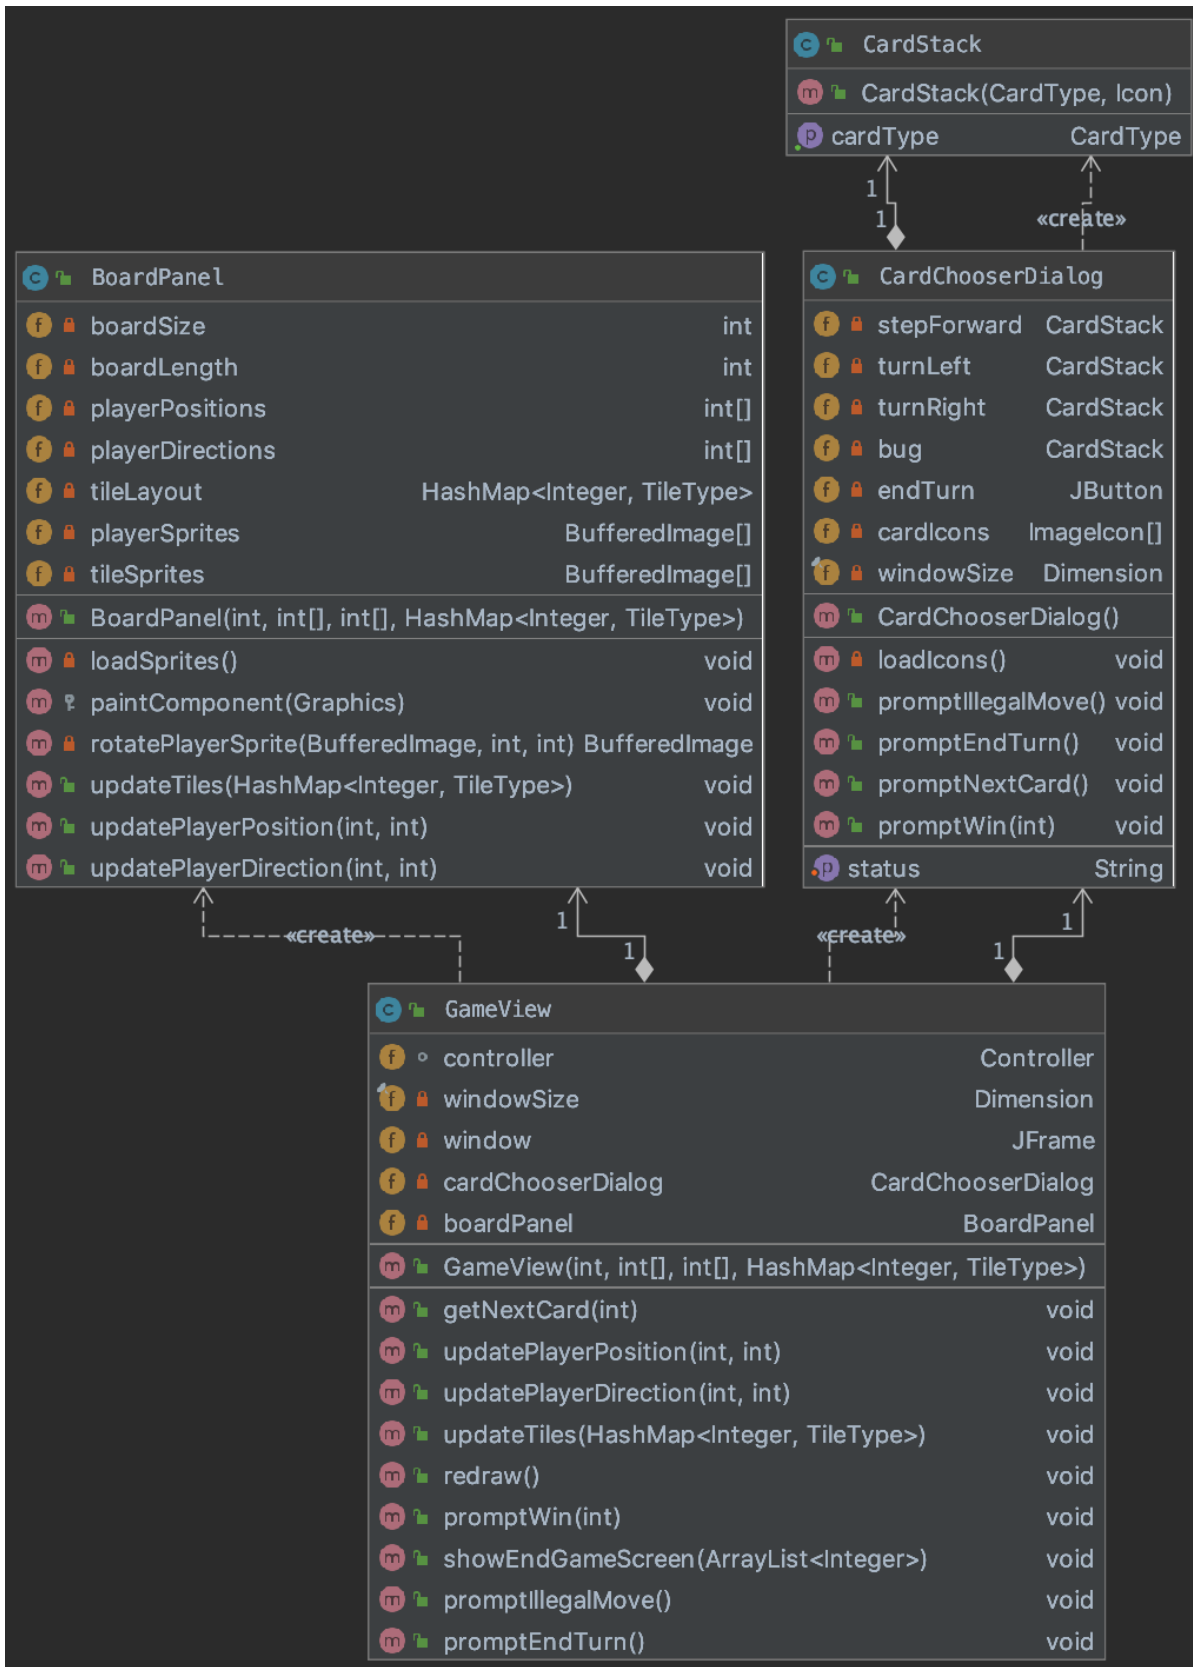 CardStack
CardStack(CardType, Icon)
cardType CardType
1
1
«create»
BoardPanel
boardSize int
boardLength int
playerPositions int[]
playerDirections int[]
tileLayout HashMap<Integer, TileType>
playerSprites BufferedImage[]
tileSprites BufferedImage[]
BoardPanel(int, int[], int[], HashMap<Integer, TileType>)
loadSprites() void
paintComponent(Graphics) void
rotatePlayerSprite(BufferedImage, int, int) BufferedImage
updateTiles(HashMap<Integer, TileType>) void
updatePlayerPosition(int, int) void
updatePlayerDirection(int, int) void
CardChooserDialog
stepForward CardStack
turnLeft CardStack
turnRight CardStack
bug CardStack
endTurn JButton
cardIcons ImageIcon[]
windowSize Dimension
CardChooserDialog()
loadIcons() void
promptIllegalMove() void
promptEndTurn() void
promptNextCard() void
promptWin(int) void
status String
«create»
1
1
«create»
1
1
GameView
controller Controller
windowSize Dimension
window JFrame
cardChooserDialog CardChooserDialog
boardPanel BoardPanel
GameView(int, int[], int[], HashMap<Integer, TileType>)
getNextCard(int) void
updatePlayerPosition(int, int) void
updatePlayerDirection(int, int) void
updateTiles(HashMap<Integer, TileType>) void
redraw() void
promptWin(int) void
showEndGameScreen(ArrayList<Integer>) void
promptIllegalMove() void
promptEndTurn() void